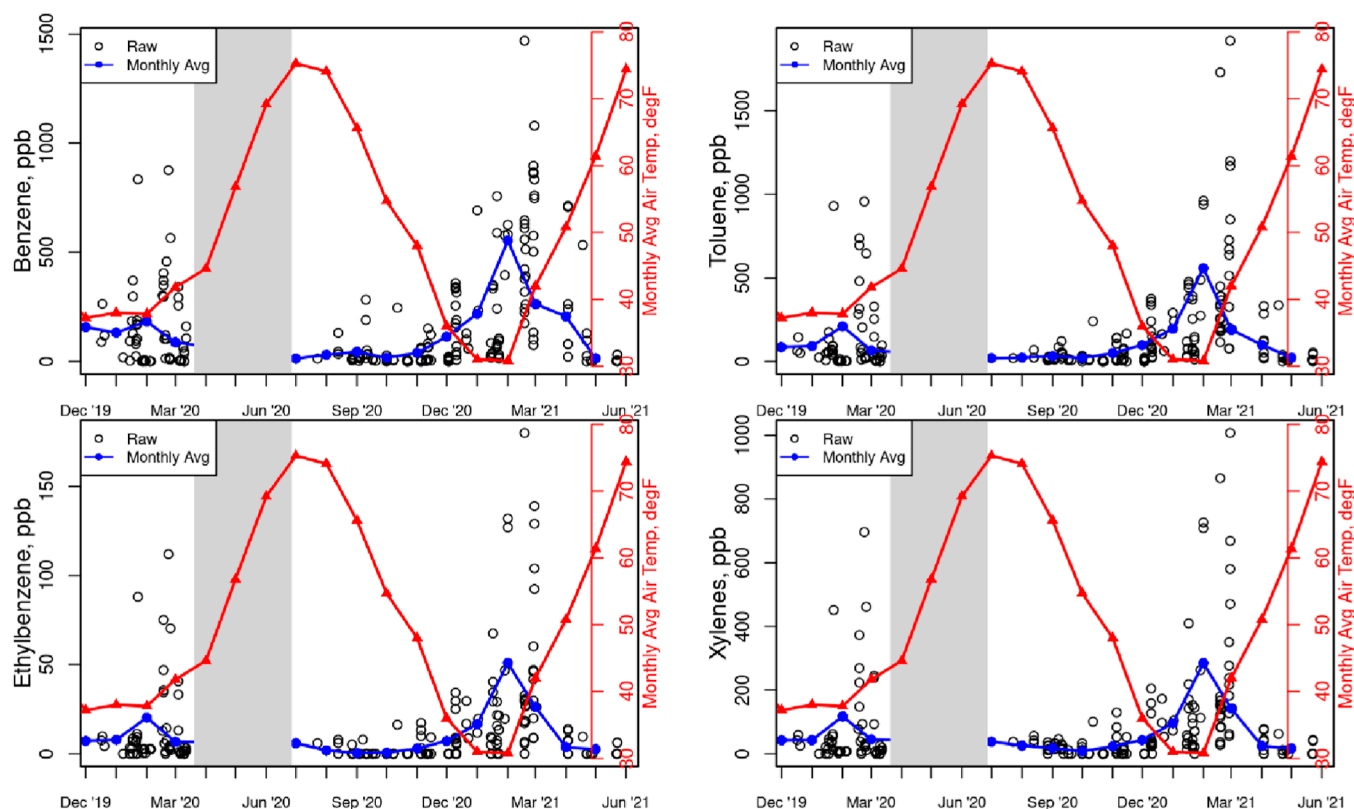 Benzene, ppb
0
500
1000
1500
Raw
Monthly Avg
30
40
50
60
70
80
Monthly Avg Air Temp, degF
Dec '19 Mar '20 Jun '20 Sep '20 Dec '20 Mar '21 Jun '21
Toluene, ppb
0
500
1000
1500
Raw
Monthly Avg
30
40
50
60
70
80
Monthly Avg Air Temp, degF
Dec '19 Mar '20 Jun '20 Sep '20 Dec '20 Mar '21 Jun '21
Ethylbenzene, ppb
0
50
100
150
Raw
Monthly Avg
30
40
50
60
70
80
Monthly Avg Air Temp, degF
Dec '19 Mar '20 Jun '20 Sep '20 Dec '20 Mar '21 Jun '21
Xylenes, ppb
0
200
400
600
800
1000
Raw
Monthly Avg
30
40
50
60
70
80
Monthly Avg Air Temp, degF
Dec '19 Mar '20 Jun '20 Sep '20 Dec '20 Mar '21 Jun '21